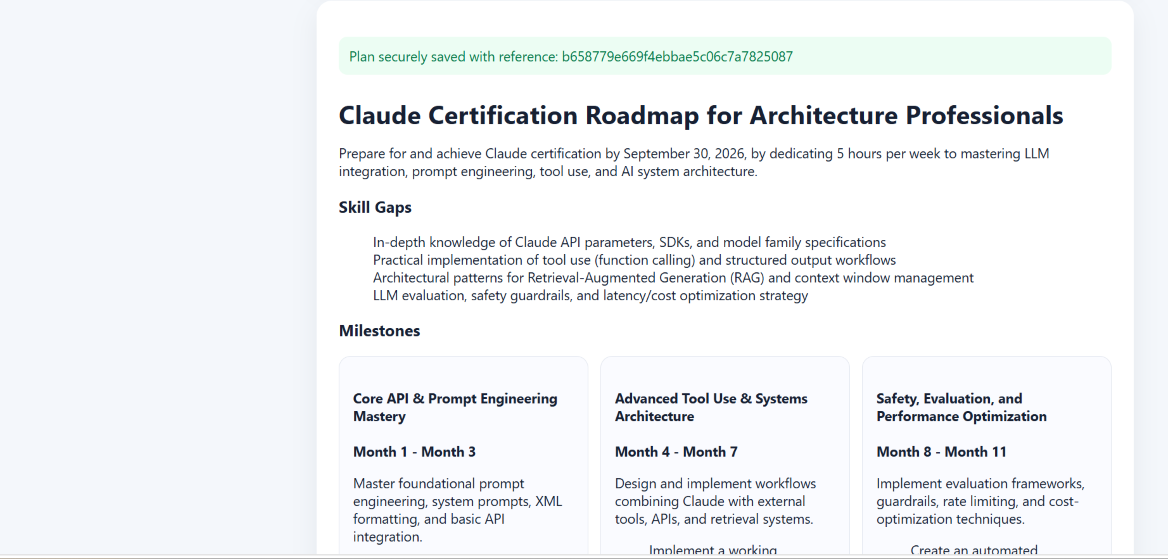 Plan securely saved with reference: b658779e669f4ebbae5c06c7a7825087
Claude Certification Roadmap for Architecture Professionals
Prepare for and achieve Claude certification by September 30, 2026, by dedicating 5 hours per week to mastering LLM
integration, prompt engineering, tool use, and AI system architecture.
Skill Gaps
In-depth knowledge of Claude API parameters, SDKs, and model family specifications
Practical implementation of tool use (function calling) and structured output workflows
Architectural patterns for Retrieval-Augmented Generation (RAG) and context window management
LLM evaluation, safety guardrails, and latency/cost optimization strategy
Milestones
Core API & Prompt Engineering
Mastery
Month 1 - Month 3
Master foundational prompt
engineering, system prompts, XML
formatting, and basic API
integration.
Advanced Tool Use & Systems
Architecture
Month 4 - Month 7
Design and implement workflows
combining Claude with external
tools, APIs, and retrieval systems.
Implement a working
Safety, Evaluation, and
Performance Optimization
Month 8 - Month 11
Implement evaluation frameworks,
guardrails, rate limiting, and cost-
optimization techniques.
Create an automated